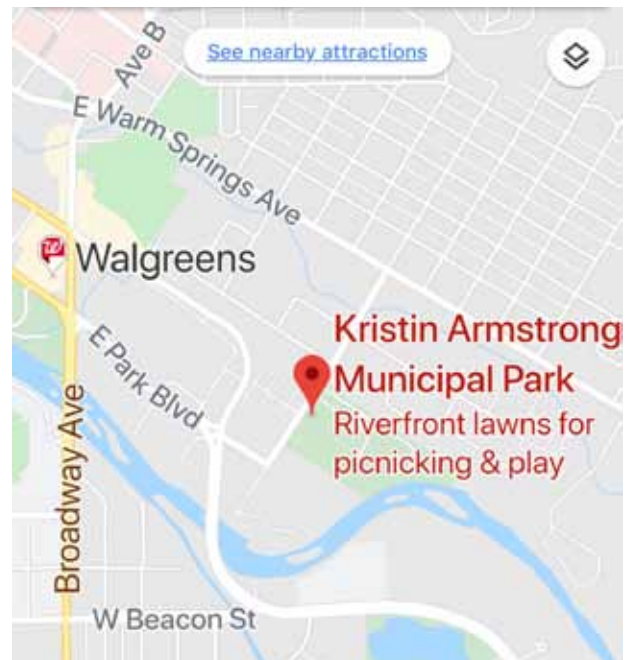 See nearby attractions
Ave B
E Warm Springs Ave
Walgreens
Kristin Armstrong
Municipal Park
Riverfront lawns for
picnicking & play
E Park Blvd
Broadway Ave
W Beacon St